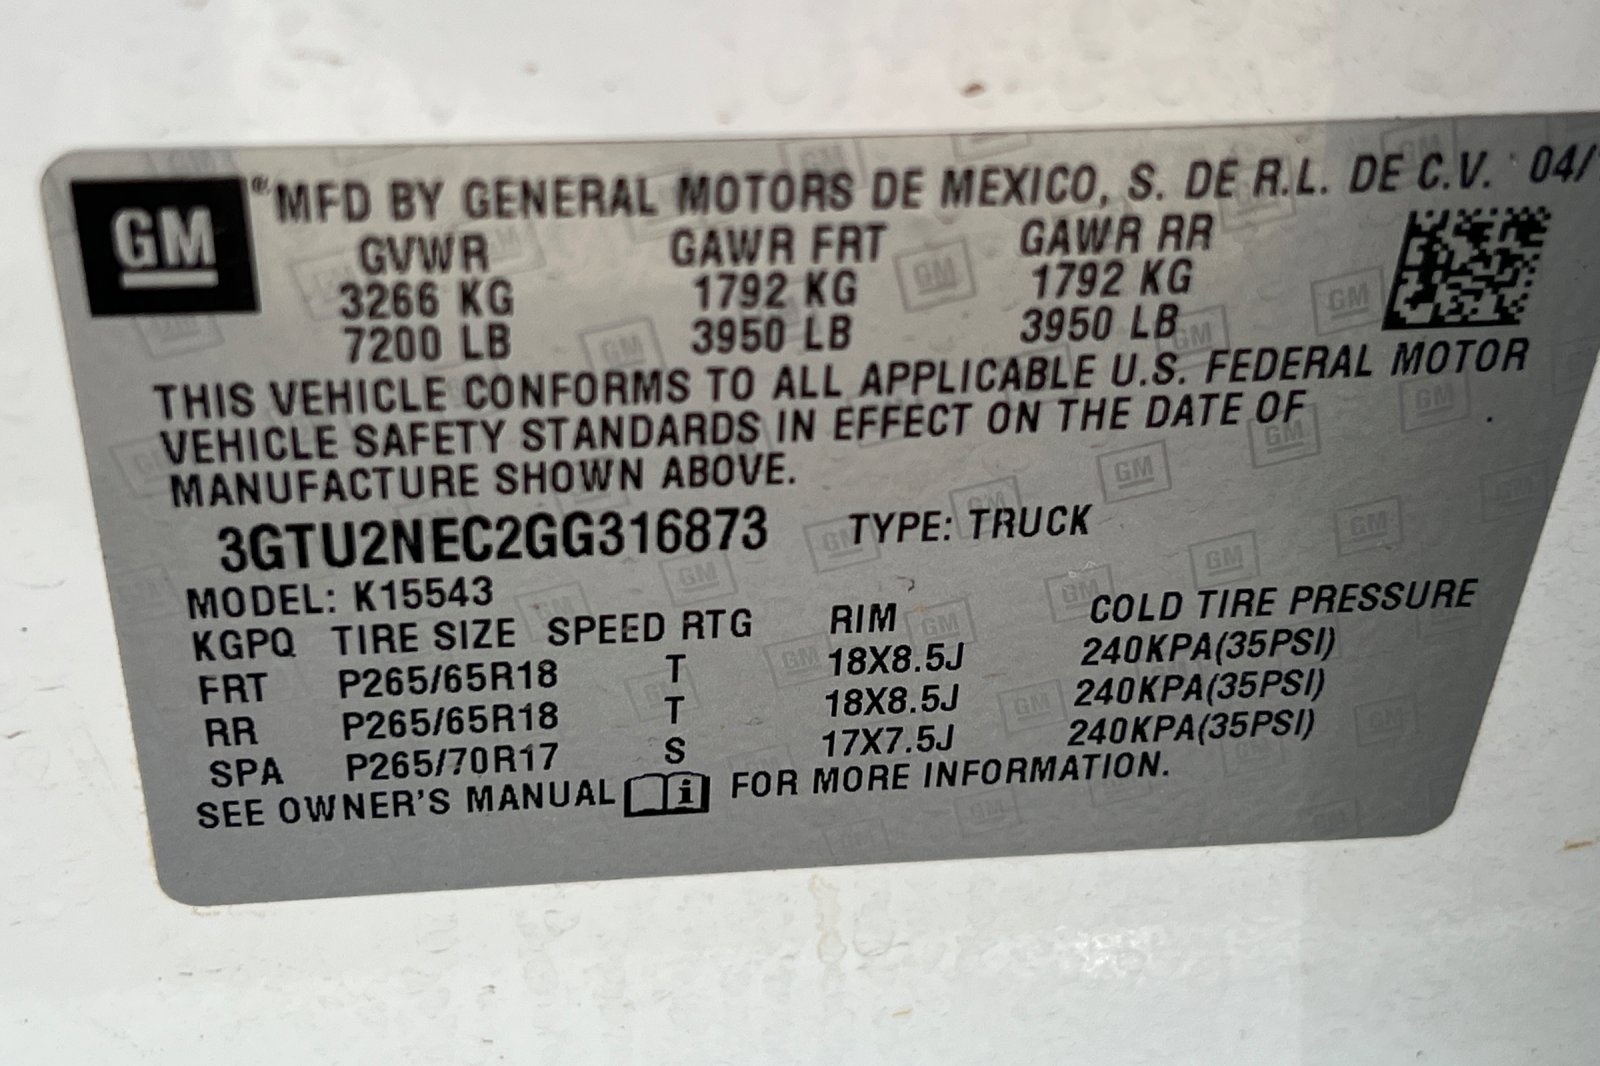 GM ® MFD BY GENERAL MOTORS DE MEXICO, S. DE R.L. DE C.V. 04/
GVWR GAWR FRT GAWR RR
3266 KG 1792 KG 1792 KG
7200 LB 3950 LB 3950 LB
THIS VEHICLE CONFORMS TO ALL APPLICABLE U.S. FEDERAL MOTOR
VEHICLE SAFETY STANDARDS IN EFFECT ON THE DATE OF
MANUFACTURE SHOWN ABOVE.
3GTU2NEC2GG316873 TYPE: TRUCK
MODEL: K15543
KGPQ TIRE SIZE SPEED RTG RIM COLD TIRE PRESSURE
FRT P265/65R18 T 18X8.5J 240KPA(35PSI)
RR P265/65R18 T 18X8.5J 240KPA(35PSI)
SPA P265/70R17 S 17X7.5J 240KPA(35PSI)
SEE OWNER'S MANUAL i FOR MORE INFORMATION.